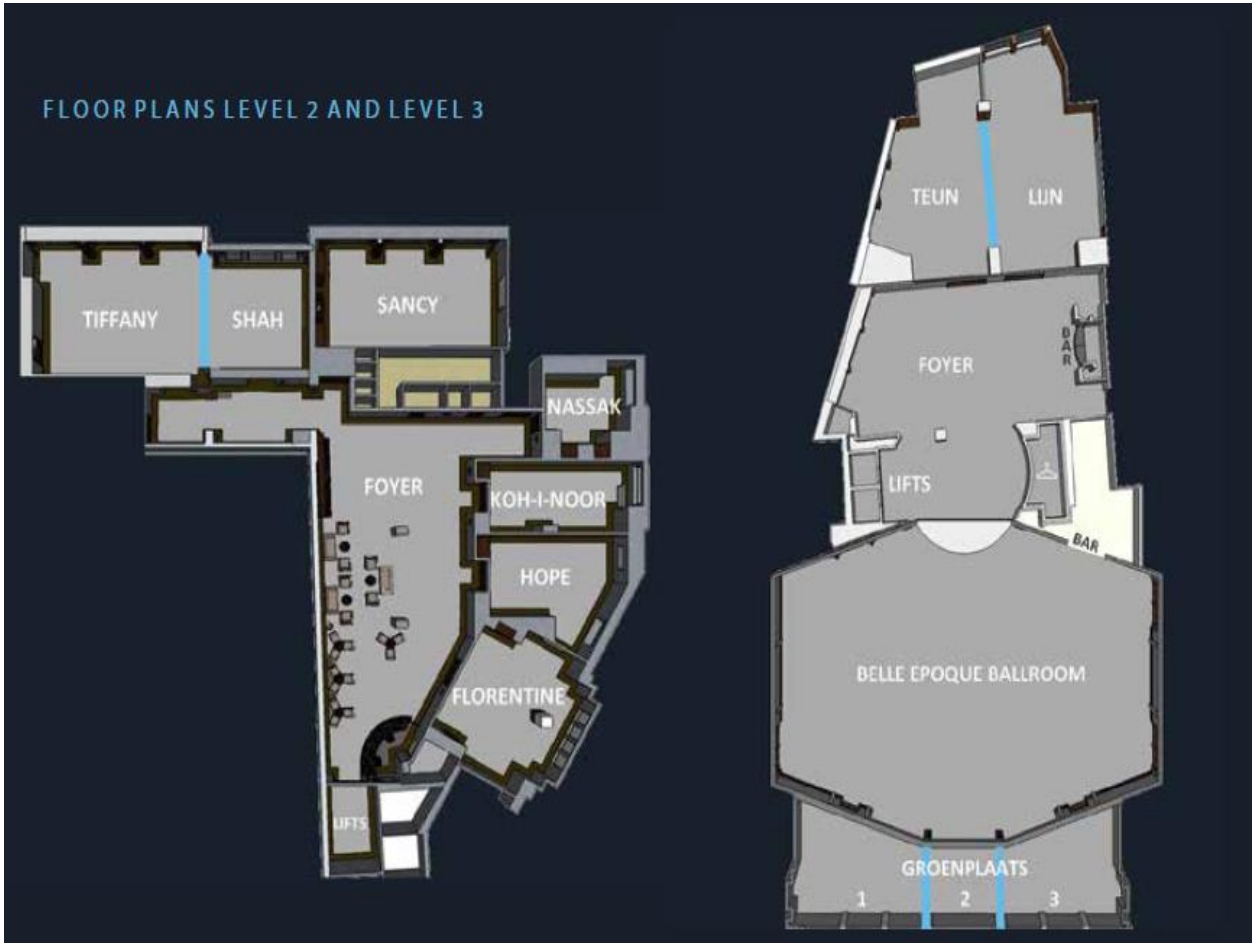 FLOOR PLANS LEVEL 2 AND LEVEL 3
TIFFANY
SHAH
SANCY
NASSAK
FOYER
KOH-I-NOOR
HOPE
FLORENTINE
LIFTS
TEUN
LIJN
BAR
FOYER
LIFTS
BAR
BELLE EPOQUE BALLROOM
GROENPLAATS
1 2 3